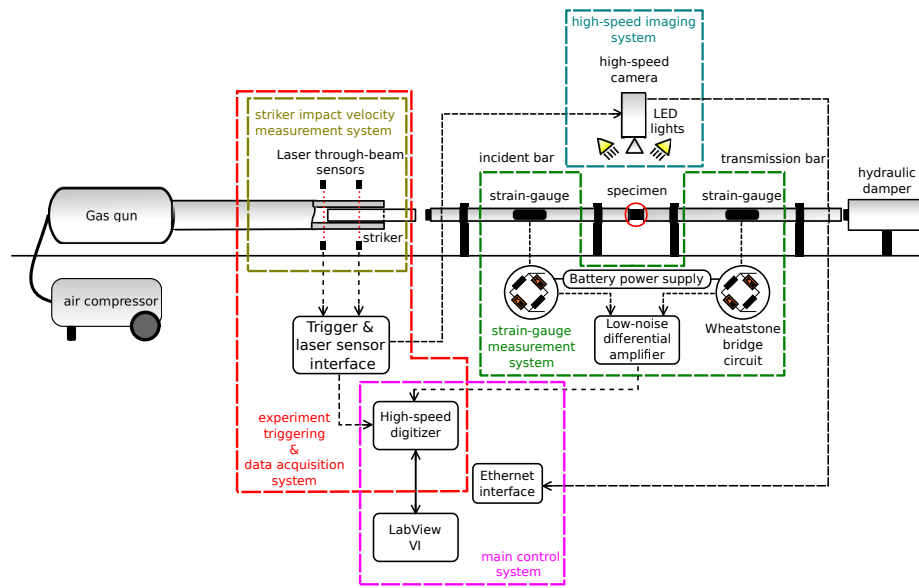 high-speed imaging
system
high-speed
camera
LED
lights
striker impact velocity
measurement system
Laser through-beam
sensors
incident bar
transmission bar
strain-gauge
specimen
strain-gauge
hydraulic
damper
Gas gun
striker
air compressor
Battery power supply
Trigger &
laser sensor
interface
strain-gauge
measurement
system
Low-noise
differential
amplifier
Wheatstone
bridge
circuit
experiment
triggering
&
data acquisition
system
High-speed
digitizer
Ethernet
interface
LabView
VI
main control
system